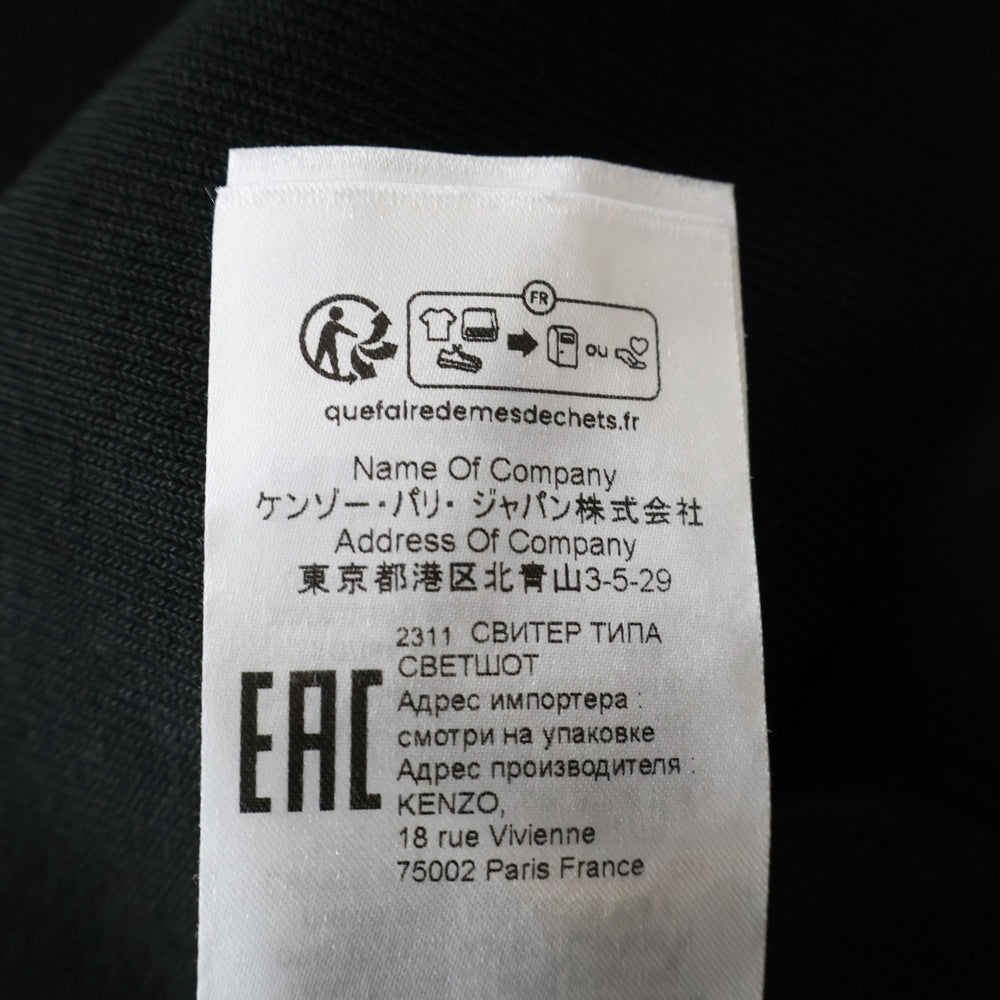 FR
ou
quefairedemesdechets.fr
Name Of Company
ケンゾー・パリ・ジャパン株式会社
Address Of Company
東京都港区北青山3-5-29
2311 СВИТЕР ТИПА
СВЕТШОТ
EAC
Адрес импортера :
смотри на упаковке
Адрес производителя :
KENZO,
18 rue Vivienne
75002 Paris France